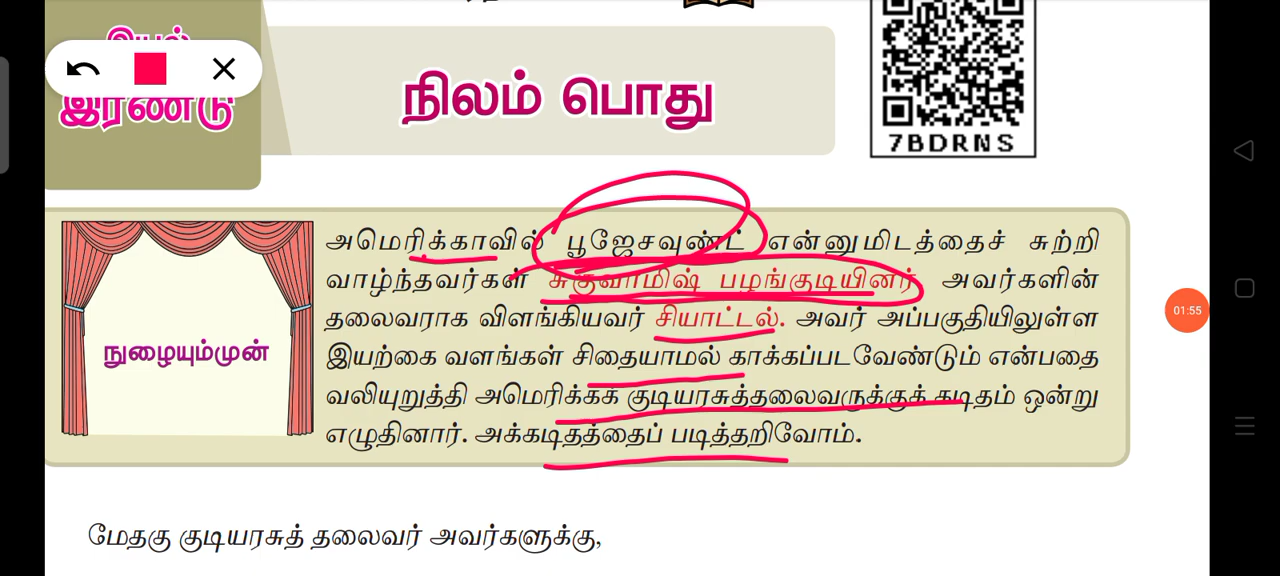 இயல்
இரண்டு
நிலம் பொது
7BDRNS
அமெரிக்காவில் பூஜேசவுண்ட் என்னுமிடத்தைச் சுற்றி
வாழ்ந்தவர்கள் சுகுவாமிஷ் பழங்குடியினர் அவர்களின்
தலைவராக விளங்கியவர் சியாட்டல். அவர் அப்பகுதியிலுள்ள
இயற்கை வளங்கள் சிதையாமல் காக்கப்படவேண்டும் என்பதை
வலியுறுத்தி அமெரிக்கக் குடியரசுத்தலைவருக்குக் கடிதம் ஒன்று
எழுதினார். அக்கடிதத்தைப் படித்தறிவோம்.
நுழையும்முன்
மேதகு குடியரசுத் தலைவர் அவர்களுக்கு,
01:55